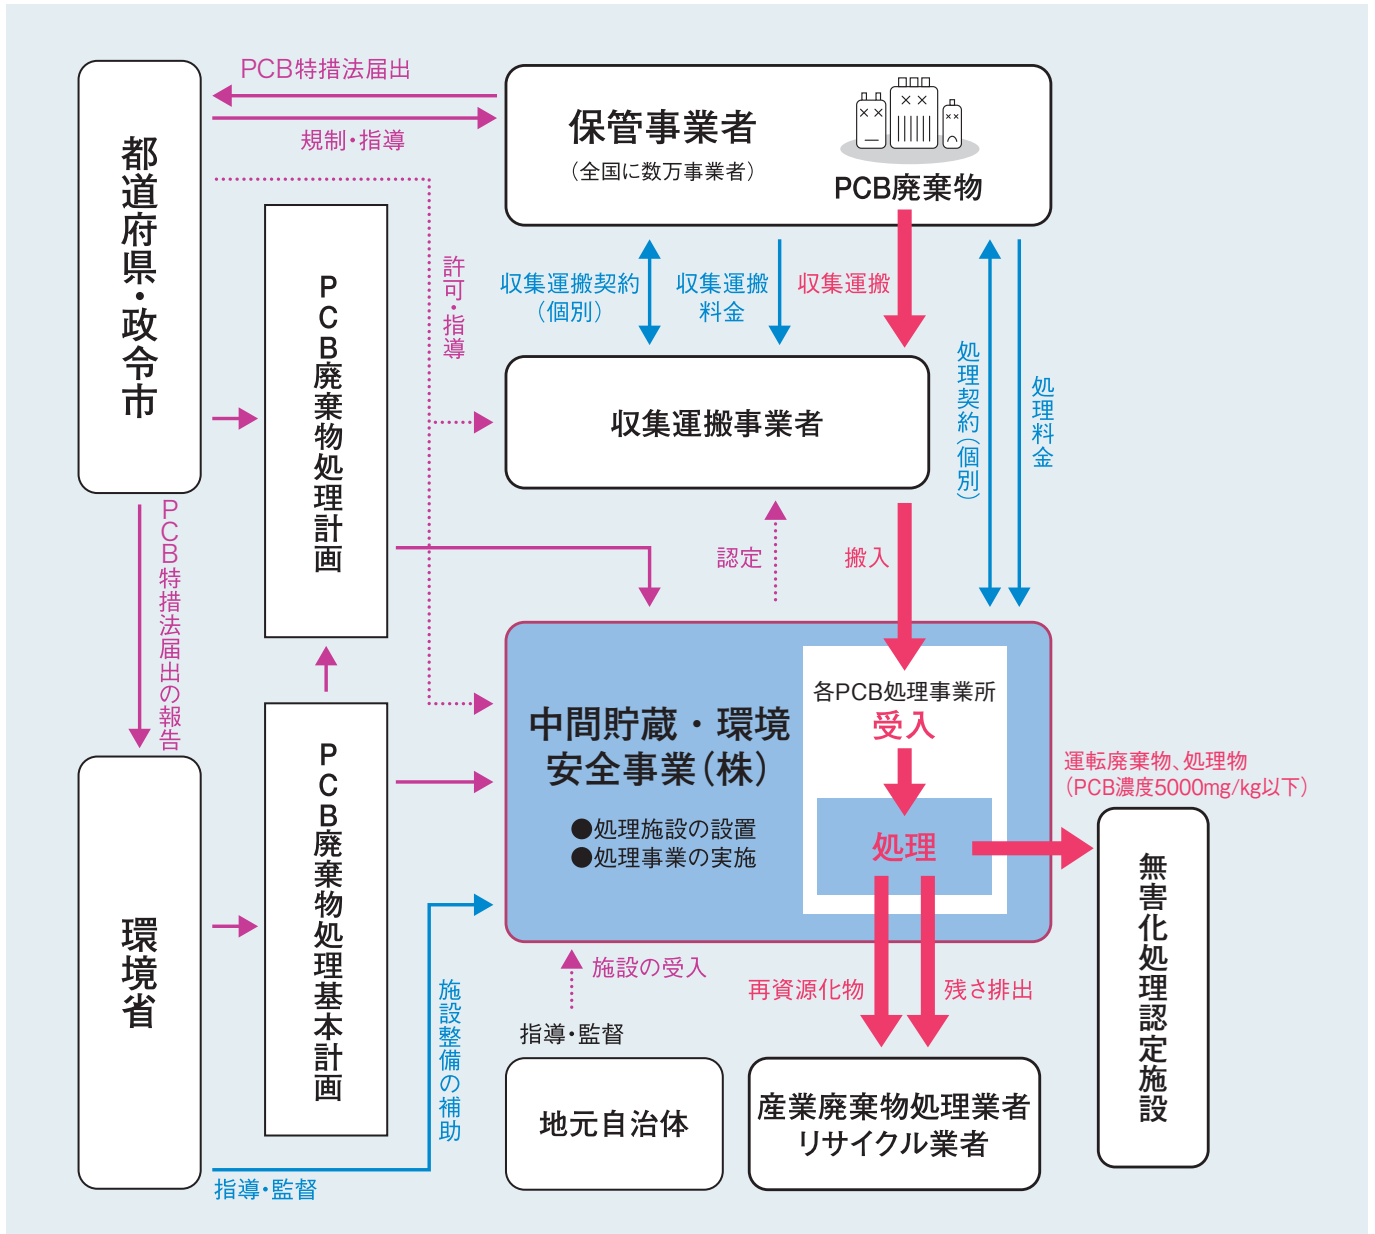 都道府県・政令市
PCB特措法届出
規制・指導
保管事業者
（全国に数万事業者）
PCB廃棄物
許可・指導
収集運搬契約
（個別）
収集運搬
料金
収集運搬
処理契約（個別）
処理料金
PCB廃棄物処理計画
収集運搬事業者
PCB特措法届出の報告
認定
搬入
中間貯蔵・環境
安全事業（株）
●処理施設の設置
●処理事業の実施
各PCB処理事業所
受入
処理
運転廃棄物、処理物
（PCB濃度5000mg/kg以下）
無害化処理認定施設
環境省
PCB廃棄物処理基本計画
施設整備の補助
指導・監督
施設の受入
指導・監督
地元自治体
再資源化物
残さ排出
産業廃棄物処理業者
リサイクル業者